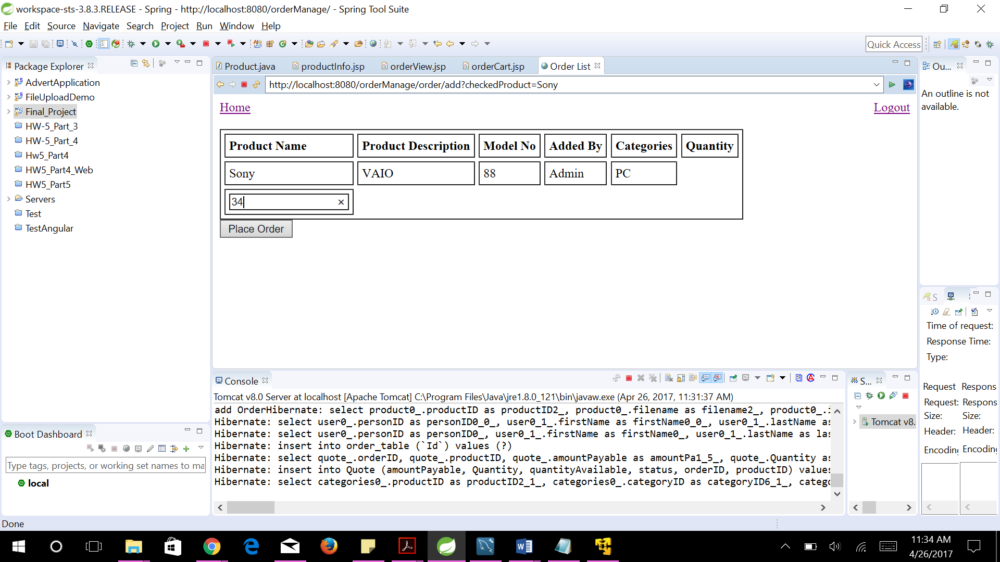 workspace-sts-3.8.3.RELEASE - Spring - http://localhost:8080/orderManage/ - Spring Tool Suite
File Edit Source Navigate Search Project Run Window Help
Quick Access
Package Explorer
AdvertApplication
FileUploadDemo
Final_Project
HW-5_Part_3
HW-5_Part_4
Hw5_Part4
HW5_Part4_Web
HW5_Part5
Servers
Test
TestAngular
Boot Dashboard
Type tags, projects, or working set names to ma
local
Product.java productInfo.jsp orderView.jsp orderCart.jsp Order List
http://localhost:8080/orderManage/order/add?checkedProduct=Sony
Home Logout
Product Name Product Description Model No Added By Categories Quantity
Sony VAIO 88 Admin PC
34
Place Order
Console
Tomcat v8.0 Server at localhost [Apache Tomcat] C:\Program Files\Java\jre1.8.0_121\bin\javaw.exe (Apr 26, 2017, 11:31:37 AM)
add OrderHibernate: select product0_.productID as productID2_, product0_.filename as filename2_, product0_.i
Hibernate: select user0_.personID as personID0_0_, user0_1_.firstName as firstName0_0_, user0_1_.lastName as
Hibernate: select user0_.personID as personID0_, user0_1_.firstName as firstName0_, user0_1_.lastName as las
Hibernate: insert into order_table (`Id`) values (?)
Hibernate: select quote_.orderID, quote_.productID, quote_.amountPayable as amountPa1_5_, quote_.Quantity as
Hibernate: insert into Quote (amountPayable, Quantity, quantityAvailable, status, orderID, productID) values
Hibernate: select categories0_.productID as productID2_1_, categories0_.categoryID as categoryID6_1_, catego
Ou...
An outline is not
available.
S
Time of request:
Response Time:
Type:
Request Respons
Request: Respons
Size: Size:
Header: Header:
Encoding Encoding
S...
Tomcat v8.
Done
11:34 AM
4/26/2017